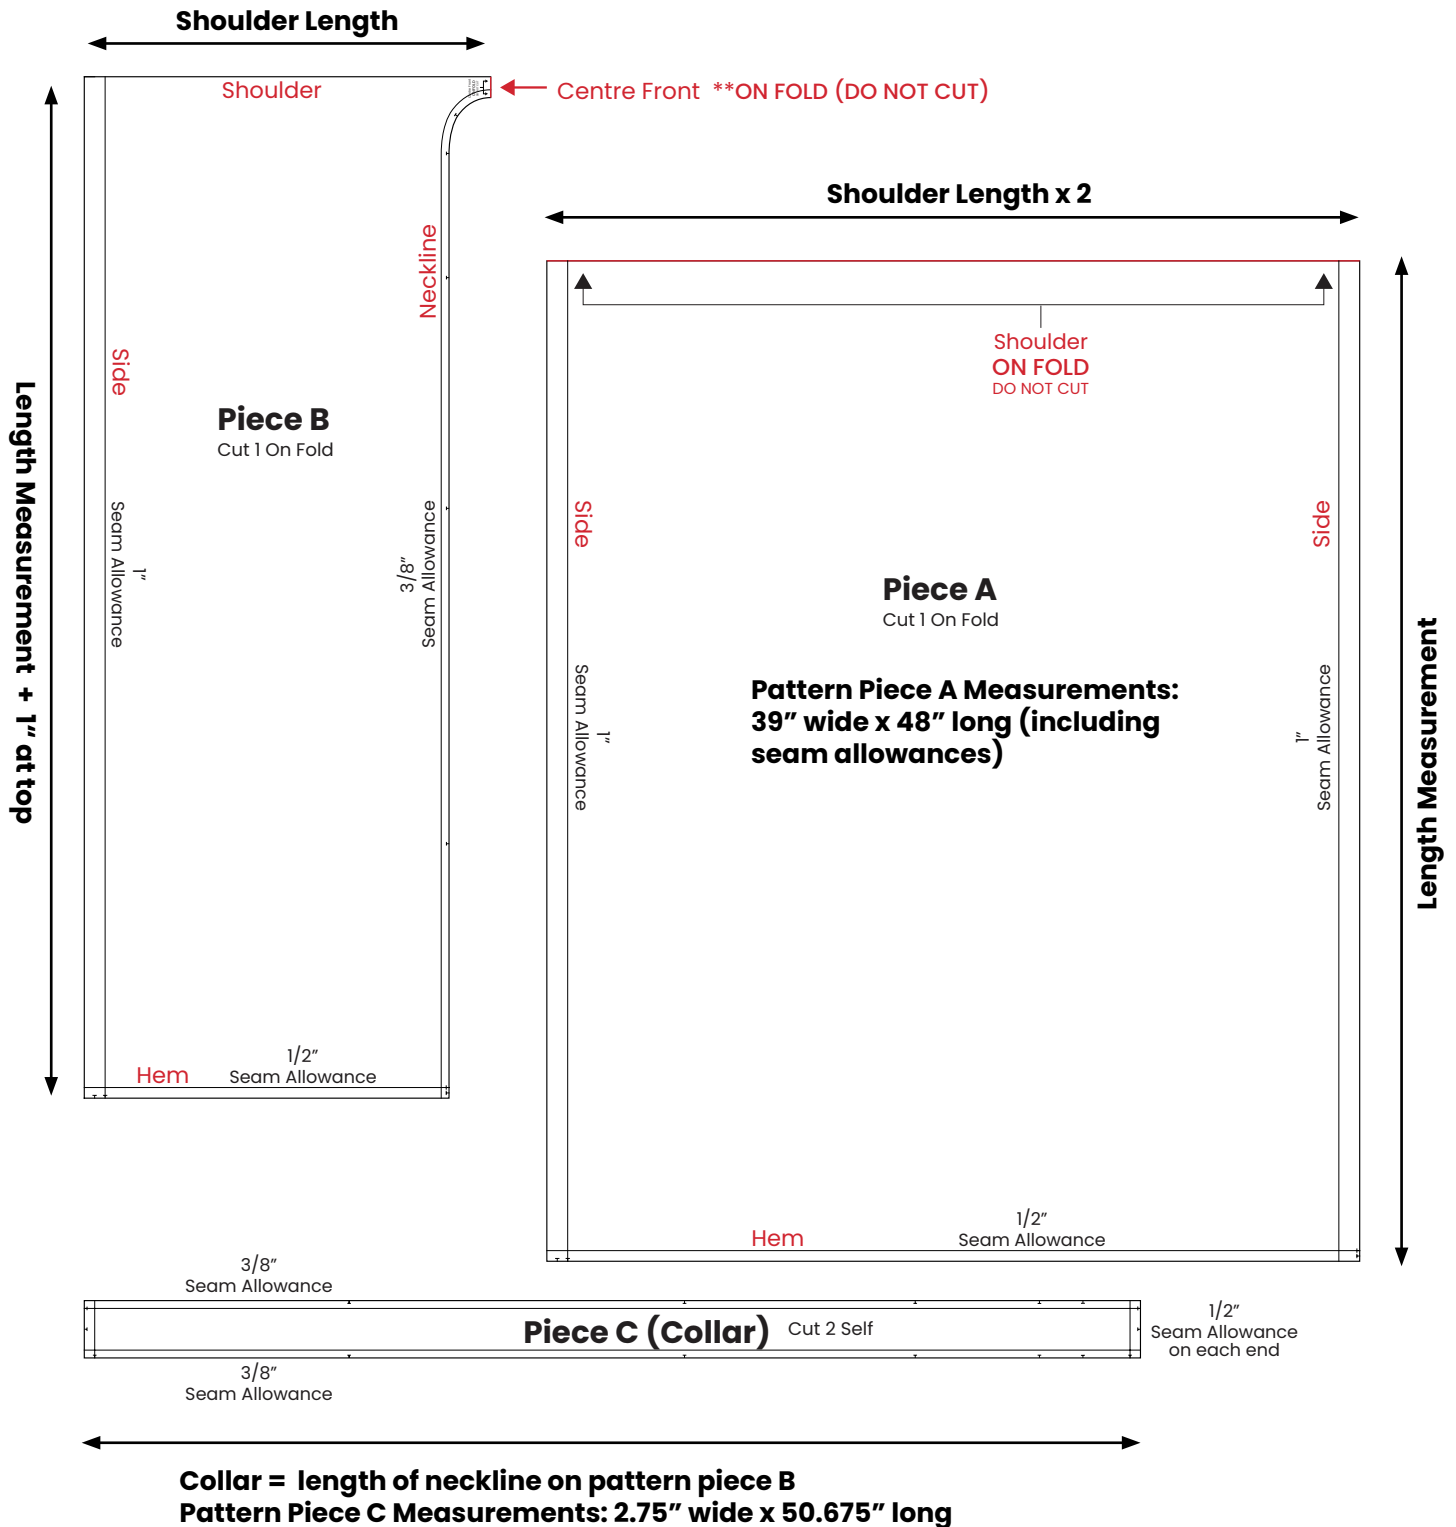 Shoulder Length
Shoulder
Centre Front **ON FOLD (DO NOT CUT)
Neckline
Side
Length Measurement + 1" at top
Piece B
Cut 1 On Fold
1"
Seam Allowance
3/8"
Seam Allowance
Hem
1/2"
Seam Allowance
Shoulder Length x 2
Shoulder
ON FOLD
DO NOT CUT
Side
Side
Piece A
Cut 1 On Fold
Pattern Piece A Measurements:
39” wide x 48” long (including
seam allowances)
1"
Seam Allowance
1"
Seam Allowance
Length Measurement
Hem
1/2"
Seam Allowance
3/8"
Seam Allowance
Piece C (Collar)
Cut 2 Self
1/2"
Seam Allowance
on each end
3/8"
Seam Allowance
Collar = length of neckline on pattern piece B
Pattern Piece C Measurements: 2.75” wide x 50.675” long